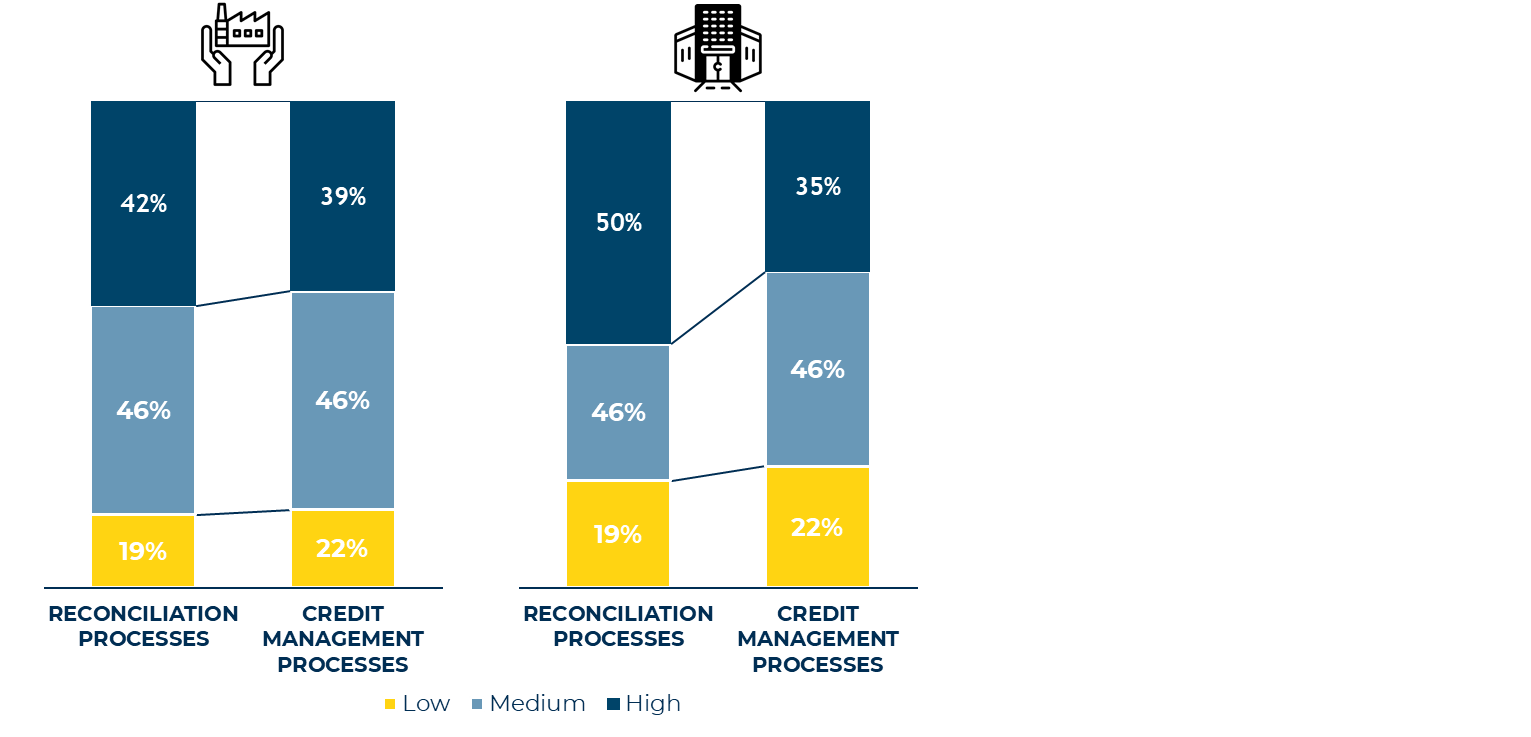 42%
39%
46%
46%
19%
22%
RECONCILIATION
PROCESSES
CREDIT
MANAGEMENT
PROCESSES
50%
35%
46%
46%
19%
22%
RECONCILIATION
PROCESSES
CREDIT
MANAGEMENT
PROCESSES
Low
Medium
High